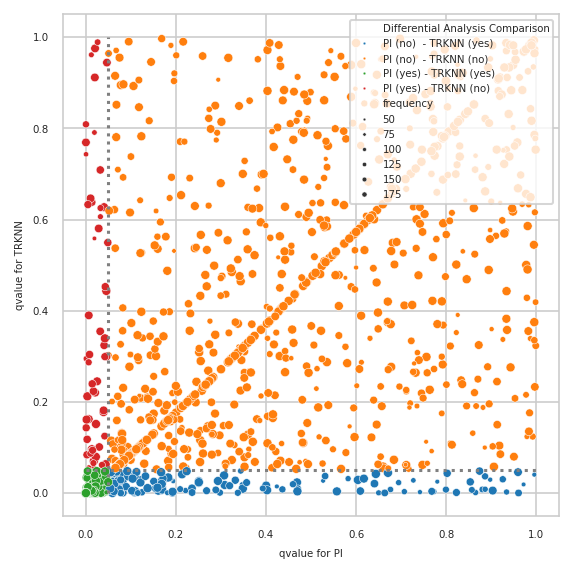 Differential Analysis Comparison
PI (no) - TRKNN (yes)
PI (no) - TRKNN (no)
PI (yes) - TRKNN (yes)
PI (yes) - TRKNN (no)
frequency
50
75
100
125
150
175
1.0
0.8
0.6
0.4
0.2
0.0
qvalue for TRKNN
0.0 0.2 0.4 0.6 0.8 1.0
qvalue for PI